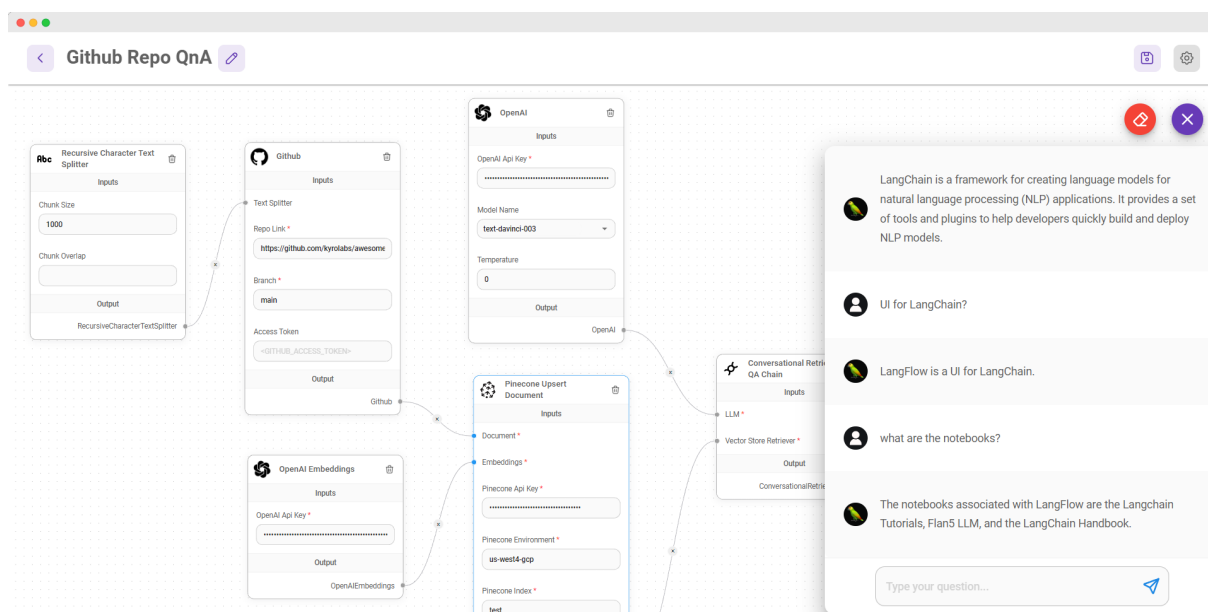 Github Repo QnA
Abc
Recursive Character Text
Splitter
Inputs
Chunk Size
1000
Chunk Overlap
Output
RecursiveCharacterTextSplitter
Github
Inputs
Text Splitter
Repo Link *
https://github.com/kyrolabs/awesome
Branch *
main
Access Token
<GITHUB_ACCESS_TOKEN>
Output
Github
OpenAI
Inputs
OpenAI Api Key *
Model Name
text-davinci-003
Temperature
0
Output
OpenAI
OpenAI Embeddings
Inputs
OpenAI Api Key *
Output
OpenAIEmbeddings
Pinecone Upsert
Document
Inputs
Document *
Embeddings *
Pinecone Api Key *
Pinecone Environment *
us-west4-gcp
Pinecone Index *
test
Conversational Retri
QA Chain
Inputs
LLM *
Vector Store Retriever *
Output
ConversationalRetrie
LangChain is a framework for creating language models for
natural language processing (NLP) applications. It provides a set
of tools and plugins to help developers quickly build and deploy
NLP models.
UI for LangChain?
LangFlow is a UI for LangChain.
what are the notebooks?
The notebooks associated with LangFlow are the Langchain
Tutorials, Flan5 LLM, and the LangChain Handbook.
Type your question...